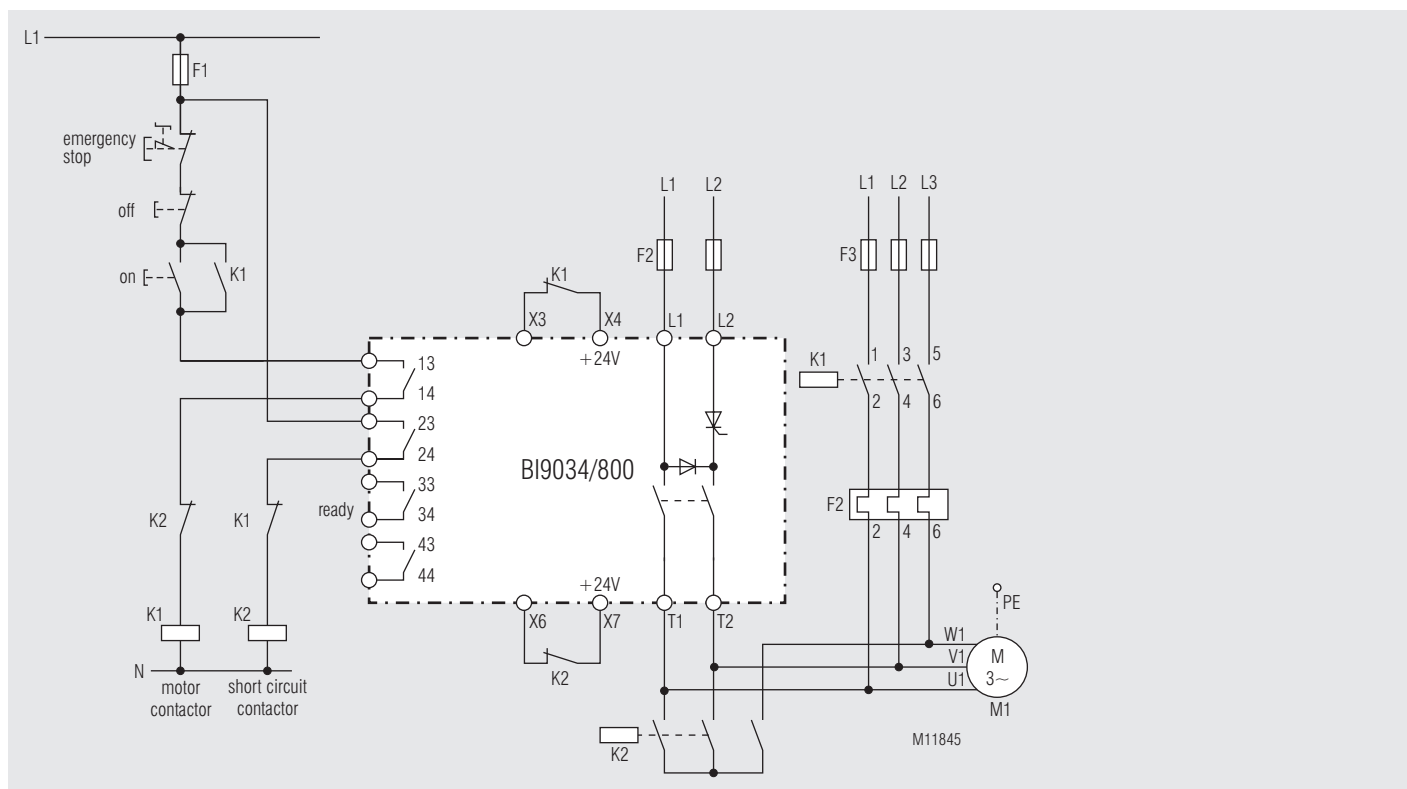 L1
F1
emergency
stop
off
on
K1
L1 L2
F2
L1 L2 L3
F3
K1
X3 X4
+24V
L1 L2
13
14
23
24
33
ready
34
43
44
BI9034/800
K1
1 3 5
2 4 6
F2
2 4 6
K2 K1
K1 K2
N
motor
contactor
short circuit
contactor
+24V
X6 X7
K2
T1 T2
PE
W1
V1
U1
M
3~
M1
K2
M11845